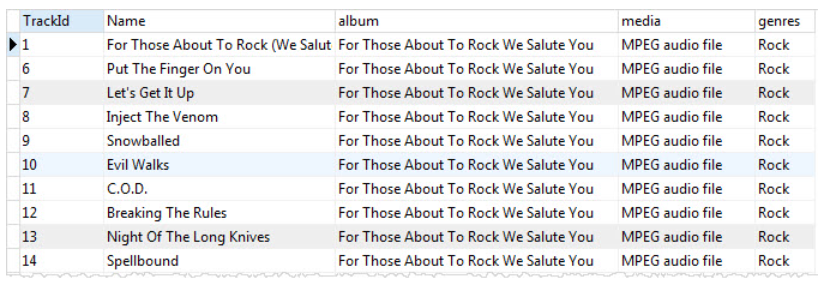 TrackId Name album media genres
1 For Those About To Rock (We Salut For Those About To Rock We Salute You MPEG audio file Rock
6 Put The Finger On You For Those About To Rock We Salute You MPEG audio file Rock
7 Let's Get It Up For Those About To Rock We Salute You MPEG audio file Rock
8 Inject The Venom For Those About To Rock We Salute You MPEG audio file Rock
9 Snowballed For Those About To Rock We Salute You MPEG audio file Rock
10 Evil Walks For Those About To Rock We Salute You MPEG audio file Rock
11 C.O.D. For Those About To Rock We Salute You MPEG audio file Rock
12 Breaking The Rules For Those About To Rock We Salute You MPEG audio file Rock
13 Night Of The Long Knives For Those About To Rock We Salute You MPEG audio file Rock
14 Spellbound For Those About To Rock We Salute You MPEG audio file Rock